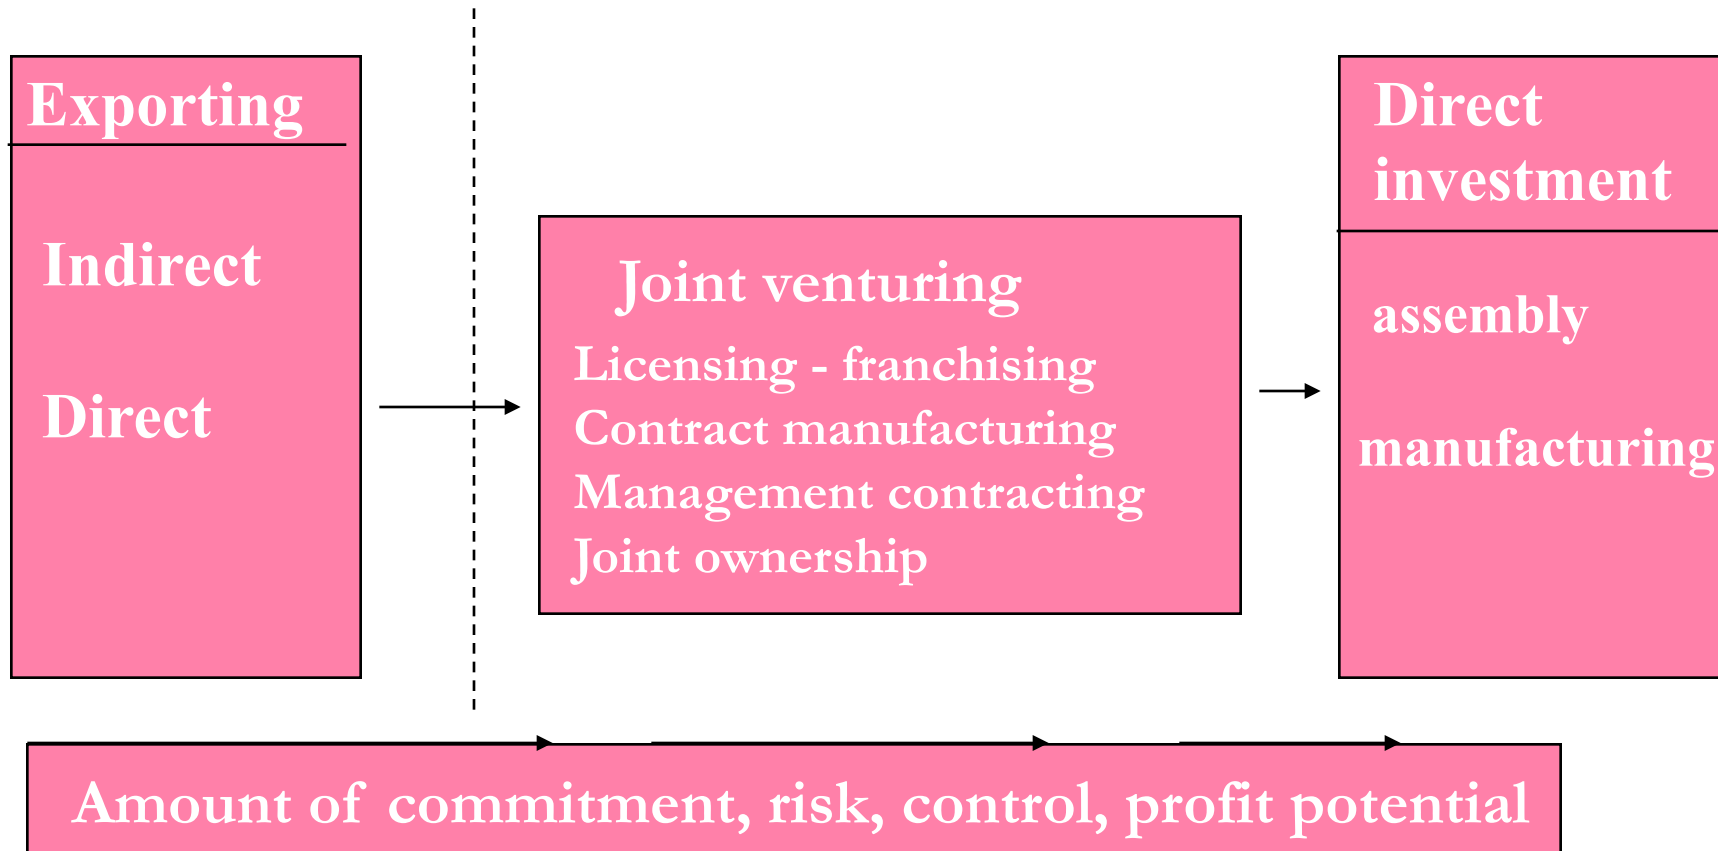 Exporting
Indirect
Direct
Joint venturing
Licensing - franchising
Contract manufacturing
Management contracting
Joint ownership
Direct
investment
assembly
manufacturing
Amount of commitment, risk, control, profit potential